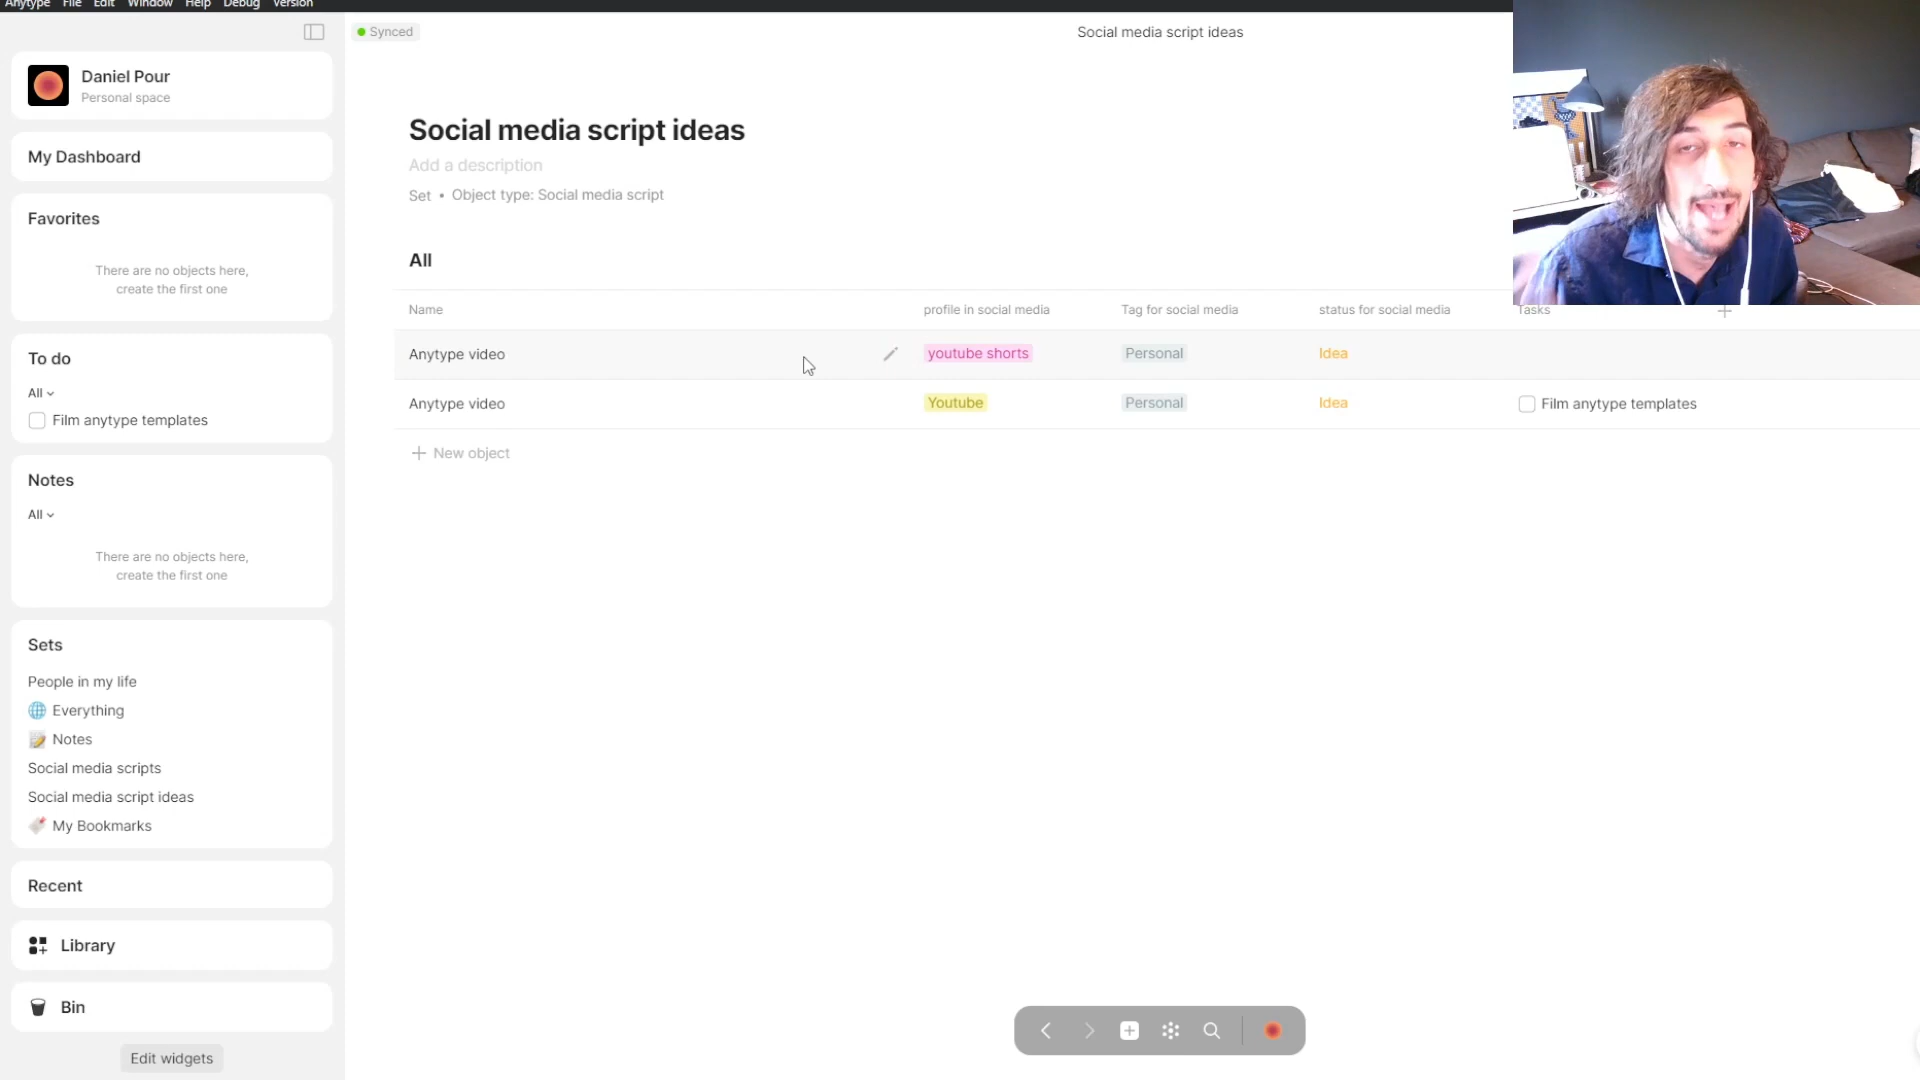 Anytype File Edit Window Help Debug Version
Synced
Social media script ideas
Daniel Pour
Personal space
My Dashboard
Favorites
There are no objects here,
create the first one
To do
All
Film anytype templates
Notes
All
There are no objects here,
create the first one
Sets
People in my life
Everything
Notes
Social media scripts
Social media script ideas
My Bookmarks
Recent
Library
Bin
Edit widgets
Social media script ideas
Add a description
Set • Object type: Social media script
All
Name profile in social media Tag for social media status for social media Tasks
Anytype video youtube shorts Personal Idea
Anytype video Youtube Personal Idea Film anytype templates
New object